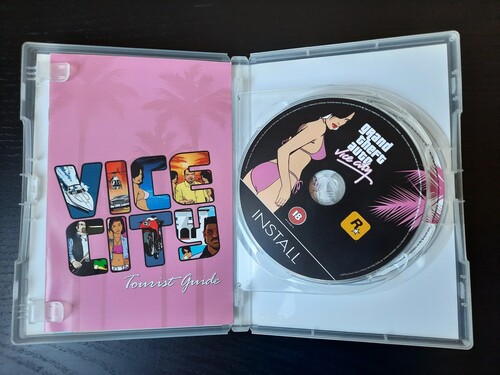 VICE
CITY
Tourist Guide
grand
theft
auto
Vice City
18
R
INSTALL